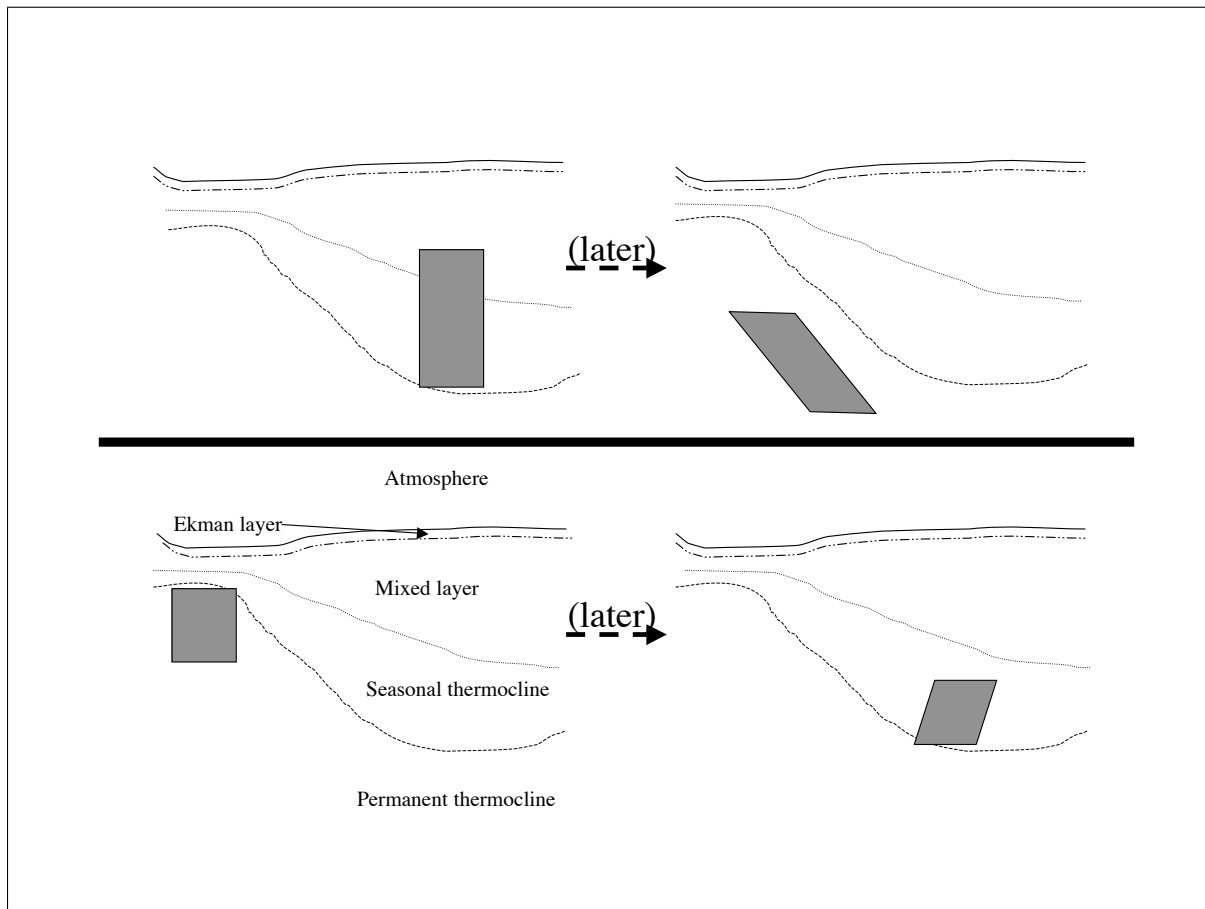 (later)
Atmosphere
Ekman layer
Mixed layer
(later)
Seasonal thermocline
Permanent thermocline